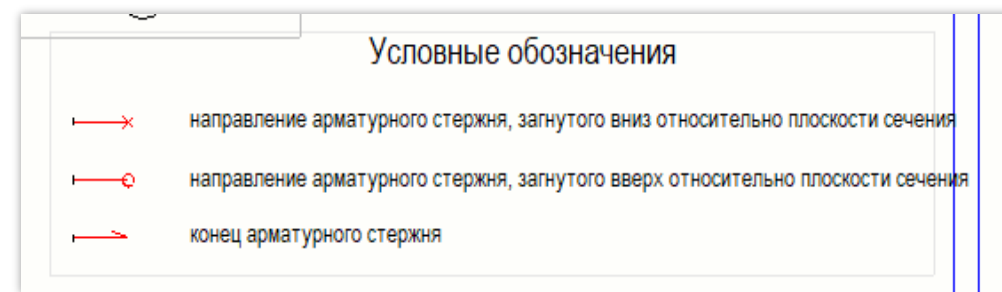 Условные обозначения
направление арматурного стержня, загнутого вниз относительно плоскости сечения
направление арматурного стержня, загнутого вверх относительно плоскости сечения
конец арматурного стержня